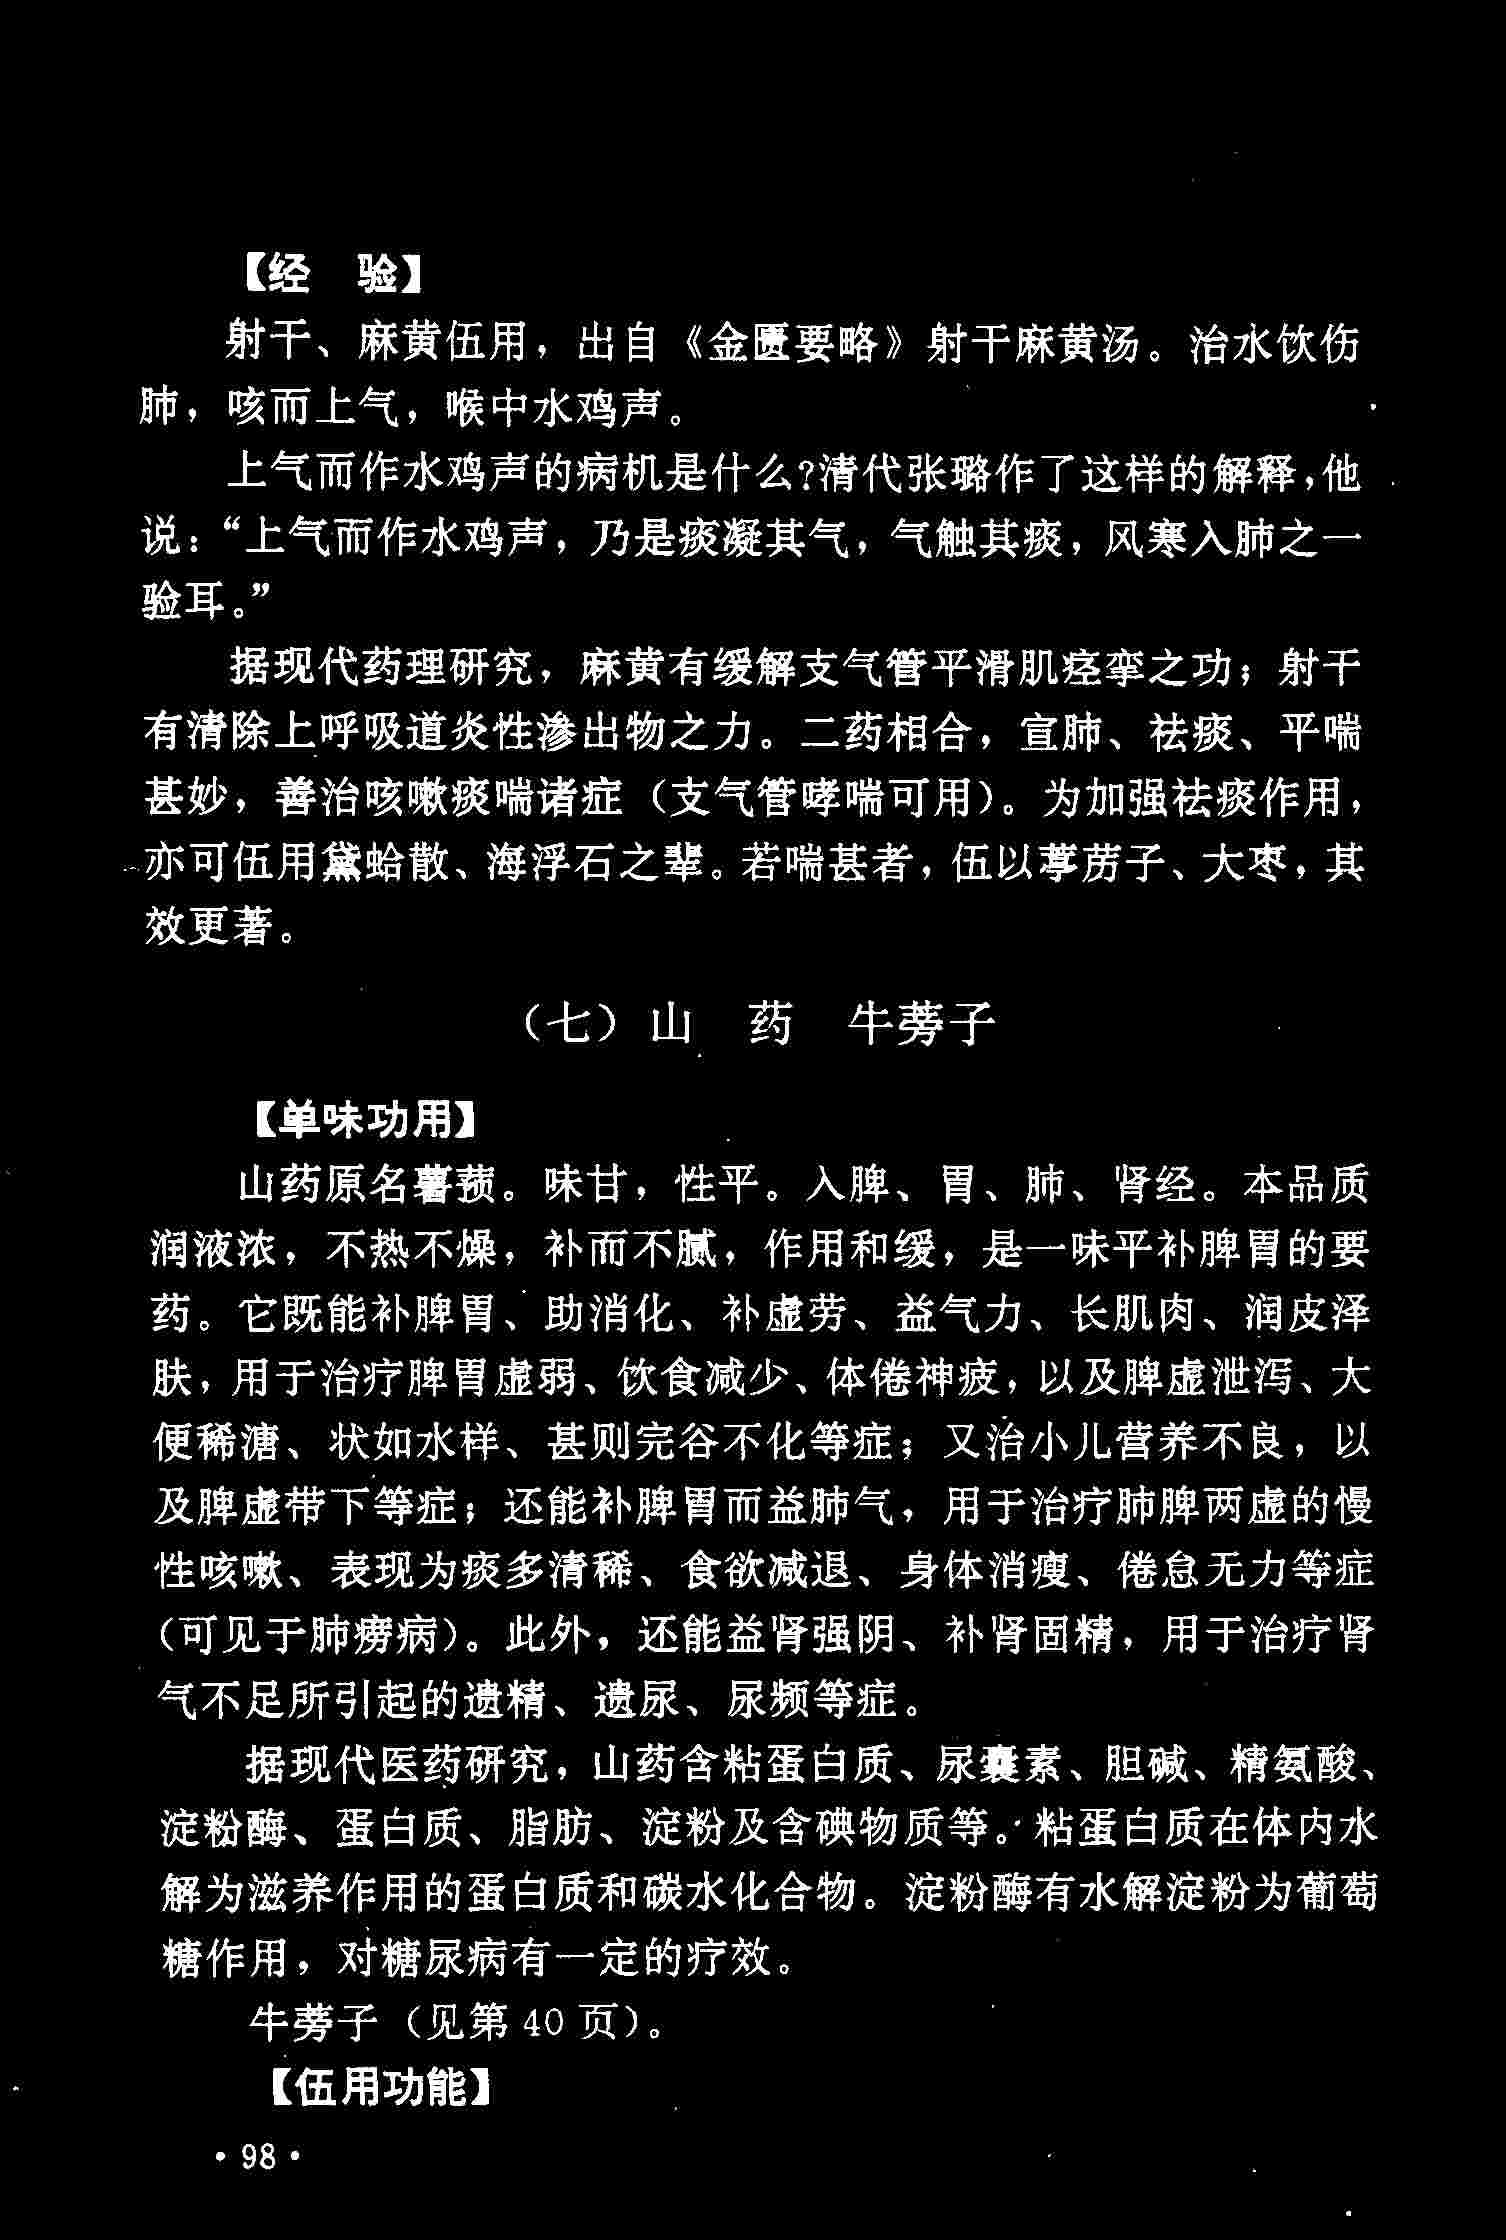 【经　验】
射干、麻黄伍用，出自《金匮要略》射干麻黄汤。治水饮伤
肺，咳而上气，喉中水鸡声。
上气而作水鸡声的病机是什么？清代张璐作了这样的解释，他
说：“上气而作水鸡声，乃是痰凝其气，气触其痰，风寒入肺之一
验耳。”
据现代药理研究，麻黄有缓解支气管平滑肌痉挛之功；射干
有清除上呼吸道炎性渗出物之力。二药相合，宣肺、祛痰、平喘
甚妙，善治咳嗽痰喘诸症（支气管哮喘可用）。为加强祛痰作用，
亦可伍用黛蛤散、海浮石之辈。若喘甚者，伍以葶苈子、大枣，其
效更著。
（七）山　药　牛蒡子
【单味功用】
山药原名薯蓣。味甘，性平。入脾、胃、肺、肾经。本品质
润液浓，不热不燥，补而不腻，作用和缓，是一味平补脾胃的要
药。它既能补脾胃、助消化、补虚劳、益气力、长肌肉、润皮泽
肤，用于治疗脾胃虚弱、饮食减少、体倦神疲，以及脾虚泄泻、大
便稀溏、状如水样、甚则完谷不化等症；又治小儿营养不良，以
及脾虚带下等症；还能补脾胃而益肺气，用于治疗肺脾两虚的慢
性咳嗽、表现为痰多清稀、食欲减退、身体消瘦、倦怠无力等症
（可见于肺痨病）。此外，还能益肾强阴、补肾固精，用于治疗肾
气不足所引起的遗精、遗尿、尿频等症。
据现代医药研究，山药含粘蛋白质、尿囊素、胆碱、精氨酸、
淀粉酶、蛋白质、脂肪、淀粉及含碘物质等。粘蛋白质在体内水
解为滋养作用的蛋白质和碳水化合物。淀粉酶有水解淀粉为葡萄
糖作用，对糖尿病有一定的疗效。
牛蒡子（见第 40 页）。
【伍用功能】
· 98 ·